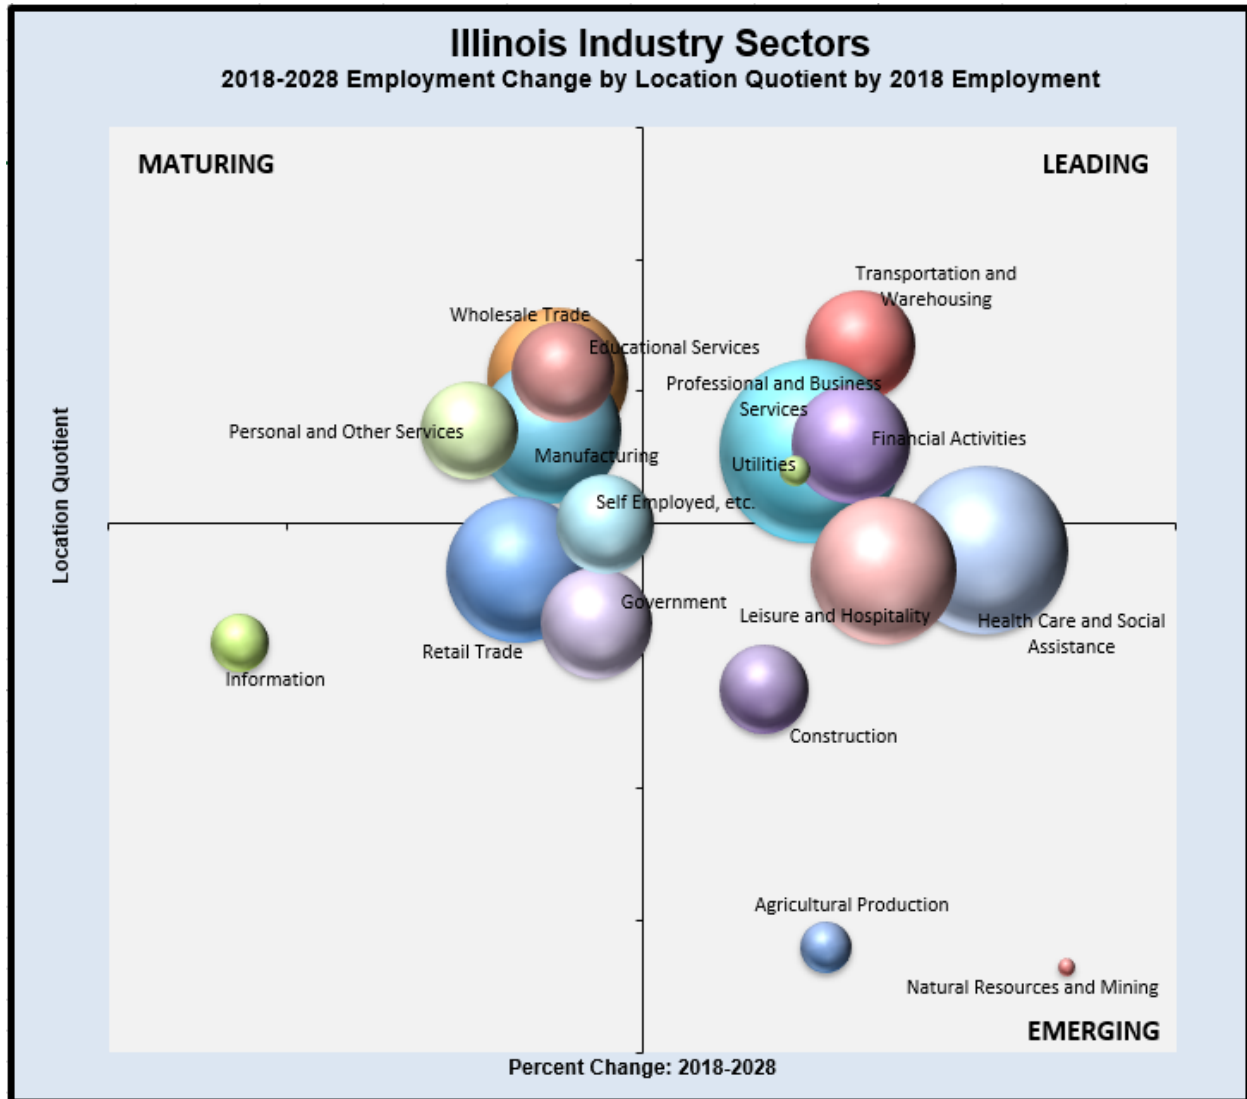 Illinois Industry Sectors
2018-2028 Employment Change by Location Quotient by 2018 Employment
MATURING
LEADING
Transportation and
Warehousing
Wholesale Trade
Educational Services
Professional and Business
Services
Personal and Other Services
Financial Activities
Manufacturing
Utilities
Self Employed, etc.
Location Quotient
Government
Leisure and Hospitality
Health Care and Social
Assistance
Retail Trade
Information
Construction
Agricultural Production
Natural Resources and Mining
EMERGING
Percent Change: 2018-2028